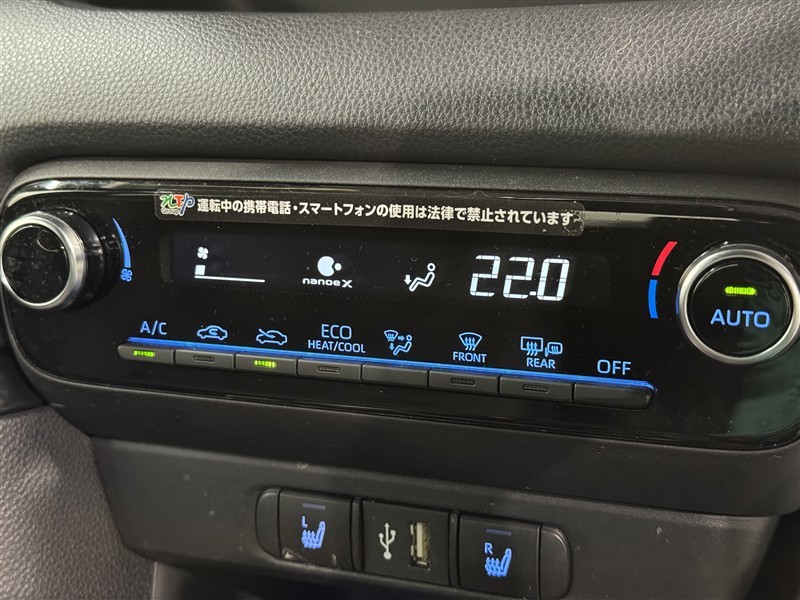 Group 運転中の携帯電話・スマートフォンの使用は法律で禁止されています
nanoe X
22.0
A/C
ECO
HEAT/COOL
FRONT
REAR
OFF
AUTO
L
R